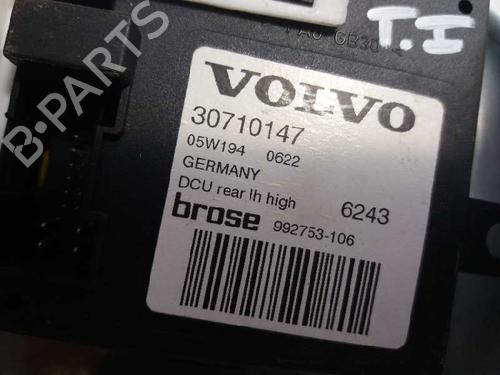 T.I
VOLVO
30710147
05W194 0622
GERMANY
DCU rear lh high 6243
brose 992753-106
B-Parts